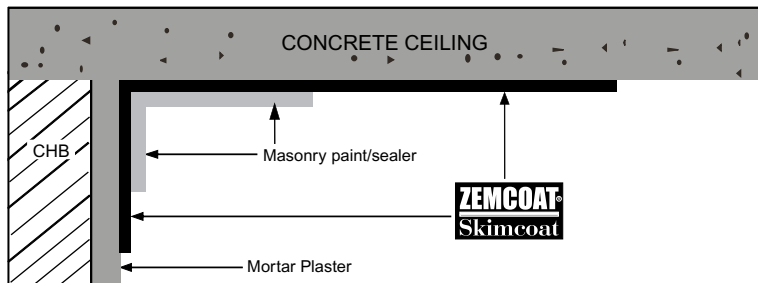 CONCRETE CEILING
CHB
Masonry paint/sealer
ZEMCOAT®
Skimcoat
Mortar Plaster